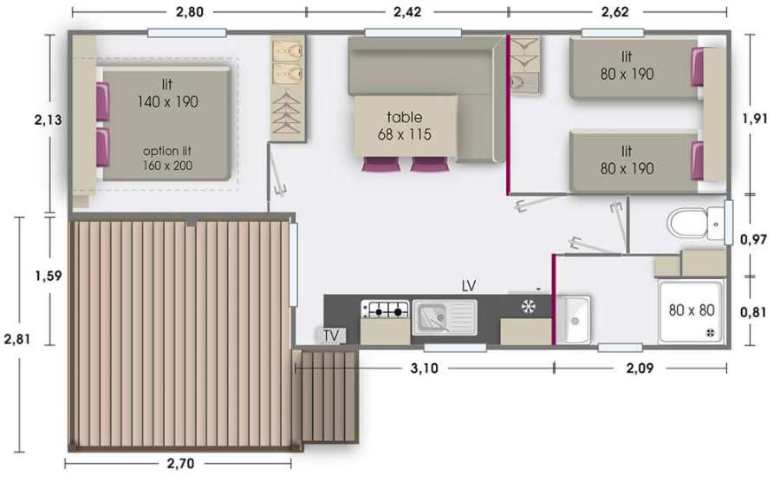 2,80
2,42
2,62
lit
140 x 190
option lit
160 x 200
table
68 x 115
lit
80 x 190
lit
80 x 190
2,13
1,91
0,97
1,59
2,81
LV
TV
80 x 80
0,81
3,10
2,09
2,70